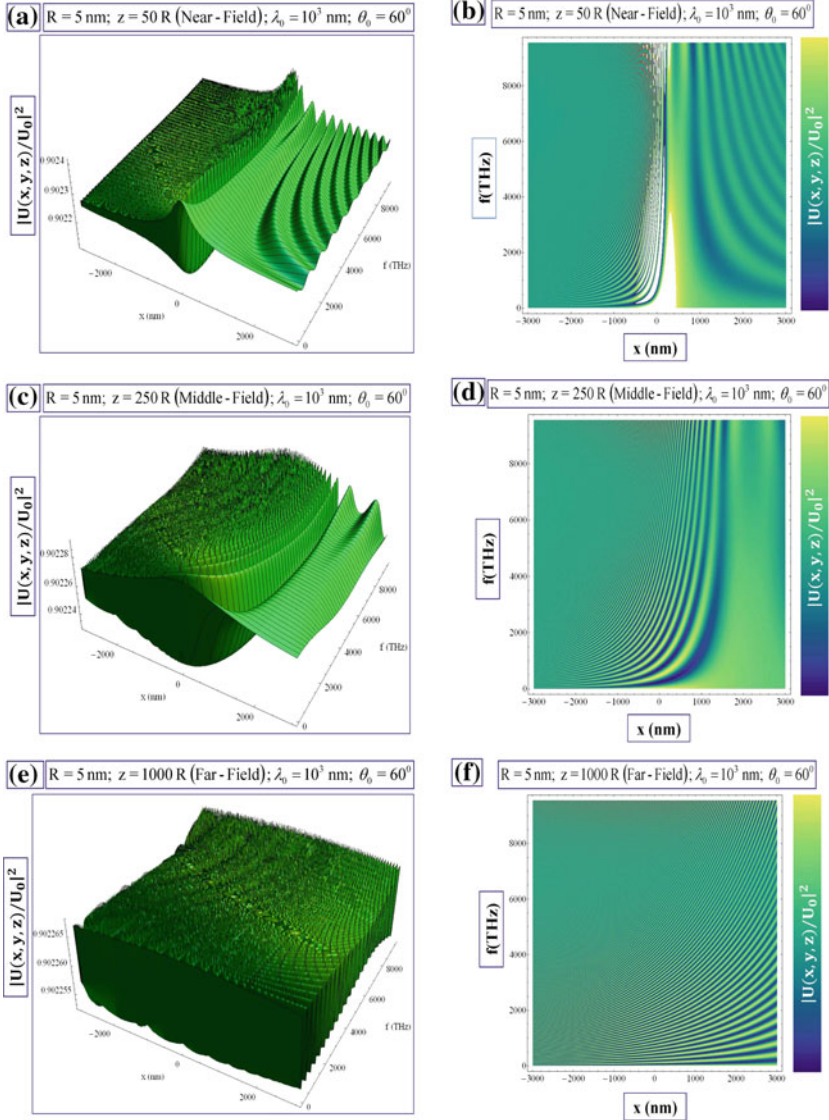 (a) R = 5 nm; z = 50 R (Near - Field); λ₀ = 10³ nm; θ₀ = 60⁰
|U(x, y, z)/U₀|²
0.9024
0.9023
0.9022
−2000
0
2000
x (nm)
0
2000
4000
6000
8000
f (THz)
(b) R = 5 nm; z = 50 R (Near - Field); λ₀ = 10³ nm; θ₀ = 60⁰
f(THz)
8000
6000
4000
2000
0
−3000 −2000 −1000 0 1000 2000 3000
x (nm)
|U(x, y, z)/U₀|²
(c) R = 5 nm; z = 250 R (Middle - Field); λ₀ = 10³ nm; θ₀ = 60⁰
|U(x, y, z)/U₀|²
0.90228
0.90226
0.90224
−2000
0
2000
x (nm)
0
2000
4000
6000
8000
f (THz)
(d) R = 5 nm; z = 250 R (Middle - Field); λ₀ = 10³ nm; θ₀ = 60⁰
f(THz)
8000
6000
4000
2000
0
−3000 −2000 −1000 0 1000 2000 3000
x (nm)
|U(x, y, z)/U₀|²
(e) R = 5 nm; z = 1000 R (Far - Field); λ₀ = 10³ nm; θ₀ = 60⁰
|U(x, y, z)/U₀|²
0.902265
0.902260
0.902255
−2000
0
2000
x (nm)
0
2000
4000
6000
8000
f (THz)
(f) R = 5 nm; z = 1000 R (Far - Field); λ₀ = 10³ nm; θ₀ = 60⁰
f(THz)
8000
6000
4000
2000
0
−3000 −2000 −1000 0 1000 2000 3000
x (nm)
|U(x, y, z)/U₀|²